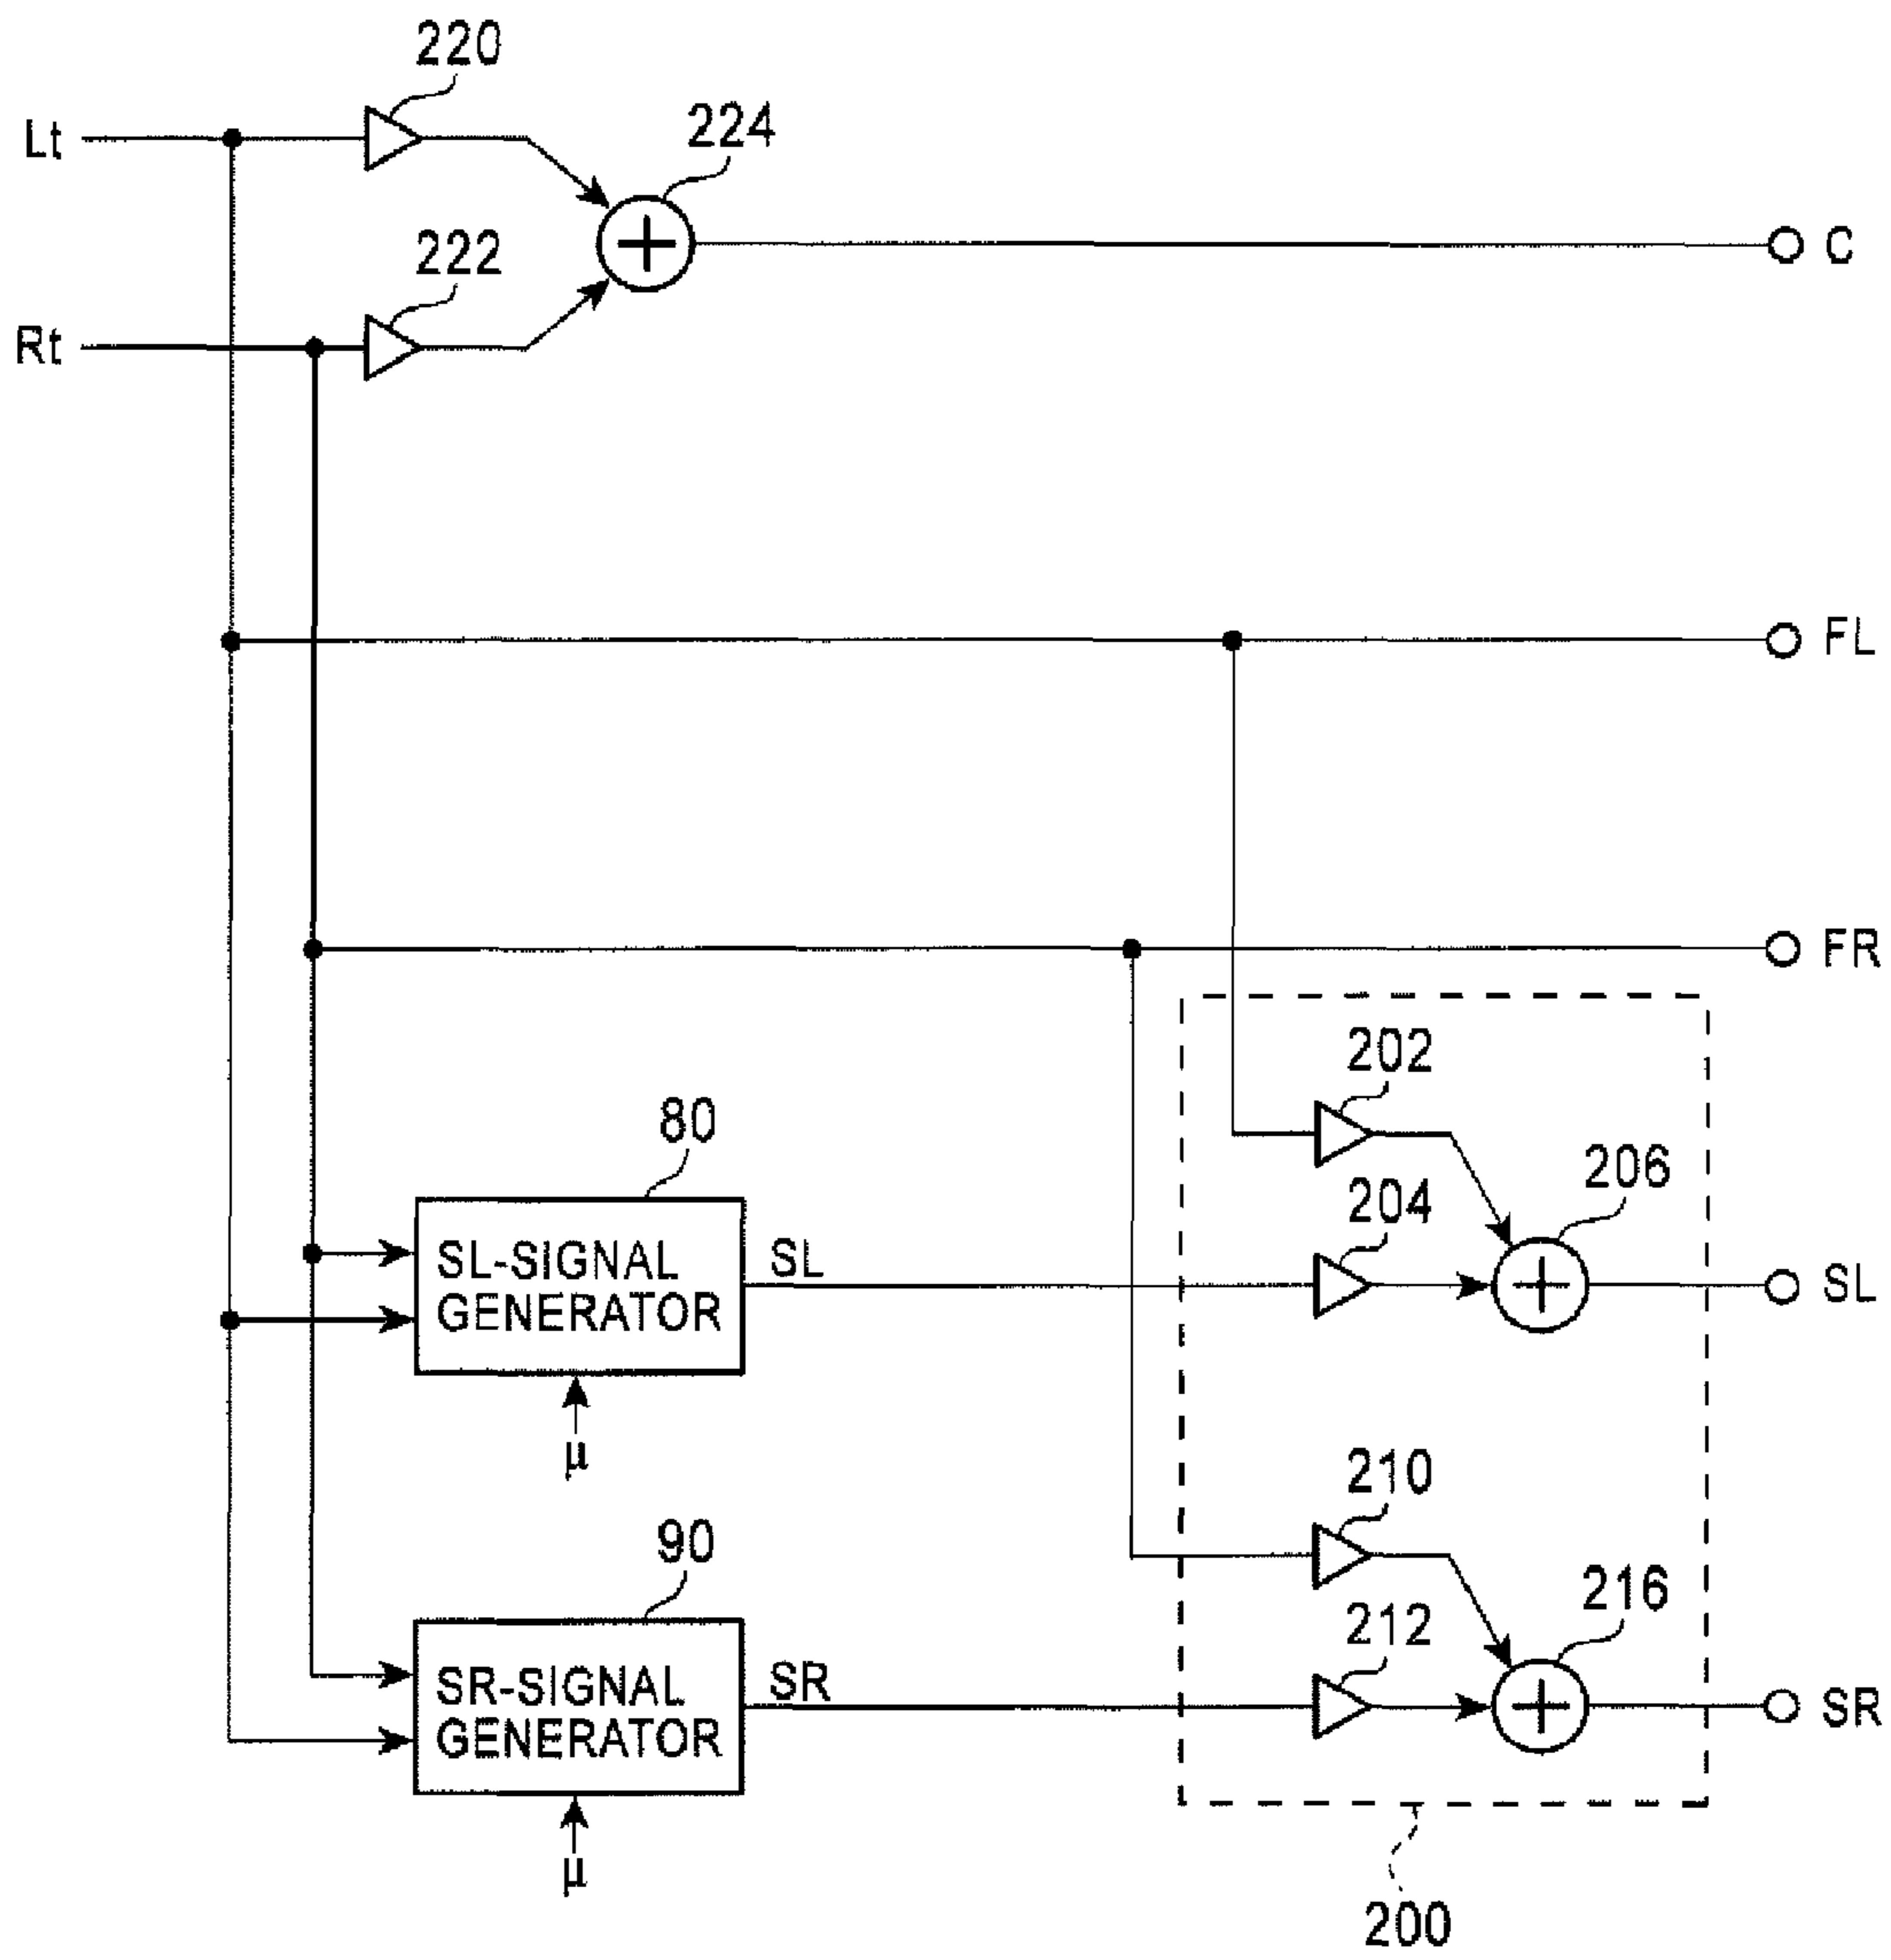 220
Lt
224
222
C
Rt
FL
FR
202
80
206
204
SL-SIGNAL
GENERATOR
SL
SL
μ
210
90
216
212
SR-SIGNAL
GENERATOR
SR
SR
μ
200